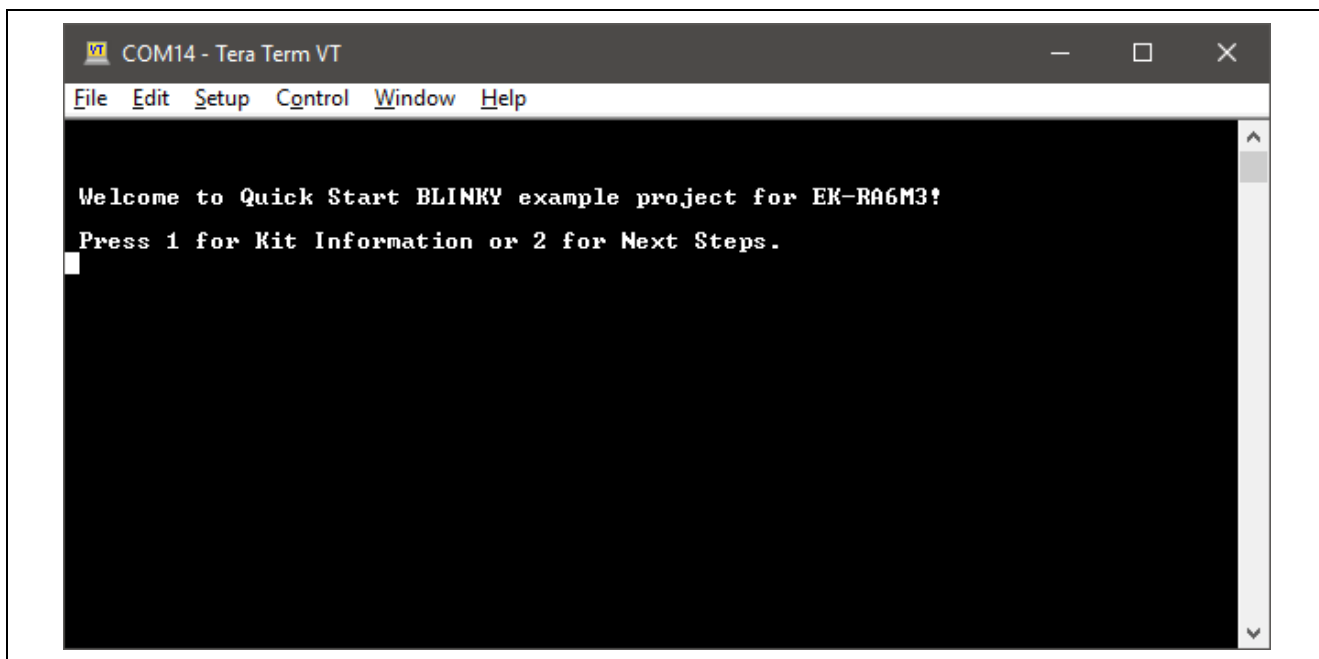 VT COM14 - Tera Term VT
File Edit Setup Control Window Help
Welcome to Quick Start BLINKY example project for EK-RA6M3!
Press 1 for Kit Information or 2 for Next Steps.